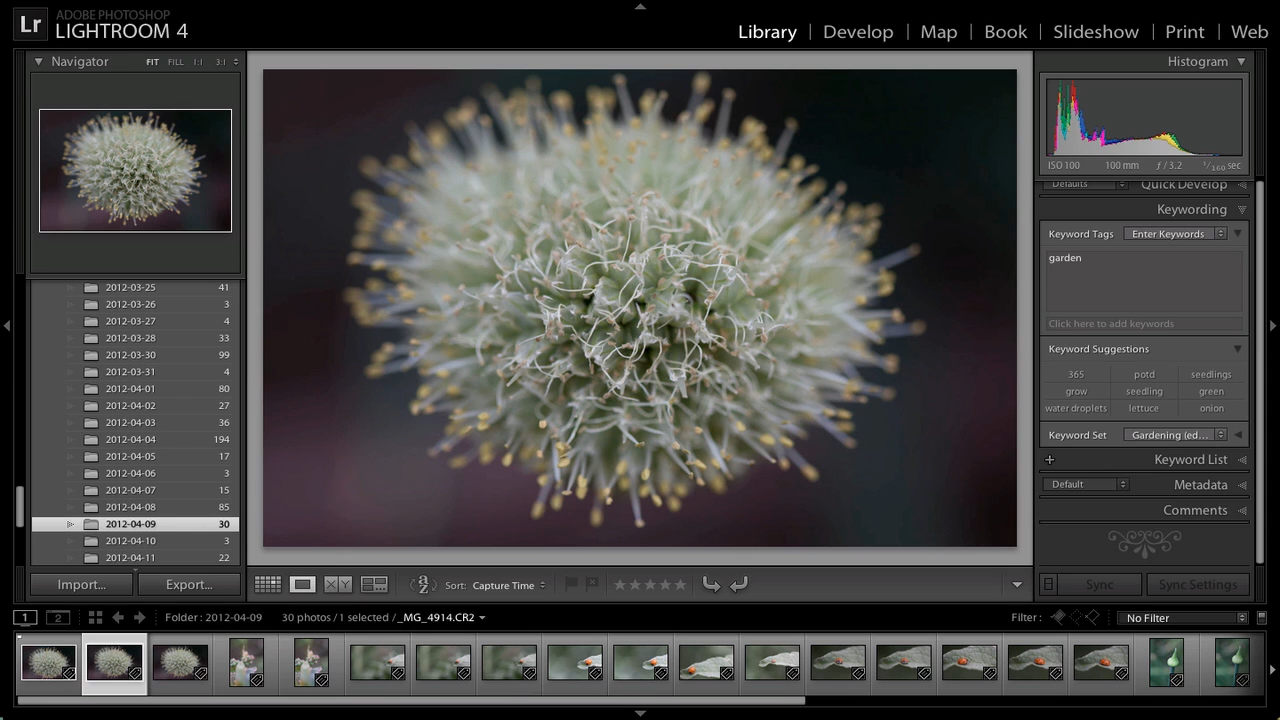 Lr
ADOBE PHOTOSHOP
LIGHTROOM 4
Library | Develop | Map | Book | Slideshow | Print | Web
Navigator FIT FILL 1:1 3:1
2012-03-25 41
2012-03-26 3
2012-03-27 4
2012-03-28 33
2012-03-30 99
2012-03-31 4
2012-04-01 80
2012-04-02 27
2012-04-03 36
2012-04-04 194
2012-04-05 17
2012-04-06 3
2012-04-07 15
2012-04-08 85
2012-04-09 30
2012-04-10 3
2012-04-11 22
Import... Export...
Histogram
ISO 100 100 mm ƒ / 3.2 1/160 sec
Defaults Quick Develop
Keywording
Keyword Tags Enter Keywords
garden
Click here to add keywords
Keyword Suggestions
365 potd seedlings
grow seedling green
water droplets lettuce onion
Keyword Set Gardening (ed...
Keyword List
Default Metadata
Comments
Sync Sync Settings
X Y Sort: Capture Time
1 2 Folder : 2012-04-09 30 photos / 1 selected / _MG_4914.CR2 Filter : No Filter